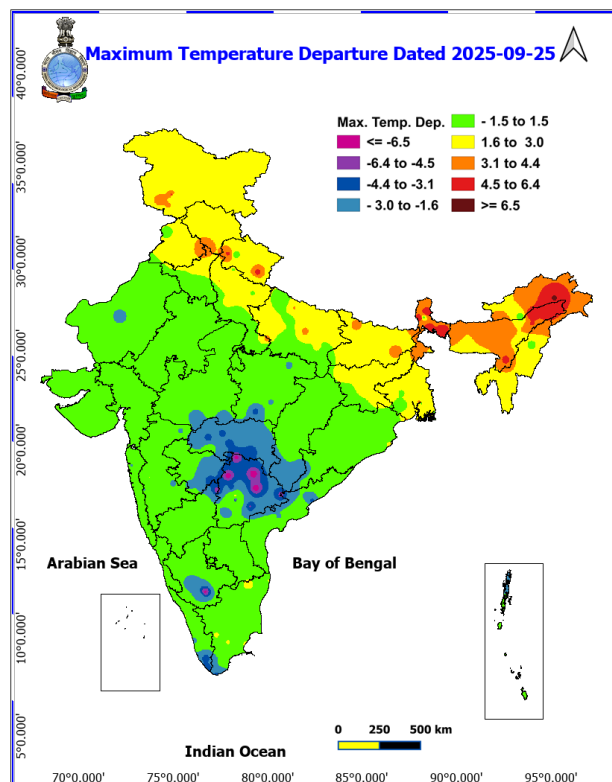 Maximum Temperature Departure Dated 2025-09-25
Max. Temp. Dep.
<= -6.5
-6.4 to -4.5
-4.4 to -3.1
- 3.0 to -1.6
- 1.5 to 1.5
1.6 to 3.0
3.1 to 4.4
4.5 to 6.4
>= 6.5
40°0.000'
35°0.000'
30°0.000'
25°0.000'
20°0.000'
15°0.000'
10°0.000'
5°0.000'
Arabian Sea
Bay of Bengal
0 250 500 km
Indian Ocean
70°0.000' 75°0.000' 80°0.000' 85°0.000' 90°0.000' 95°0.000'